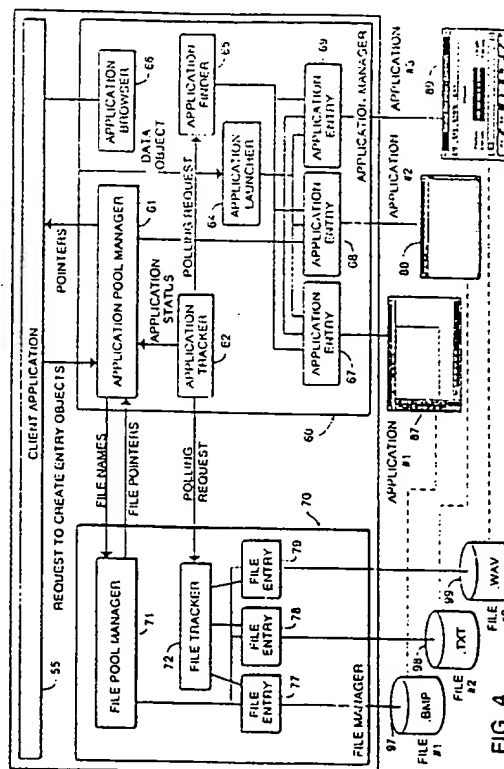 CLIENT APPLICATION
55
REQUEST TO CREATE ENTRY OBJECTS
POINTERS
FILE NAMES
FILE POINTERS
FILE POOL MANAGER
71
APPLICATION POOL MANAGER
61
APPLICATION BROWSER
66
DATA OBJECT
APPLICATION STATUS
POLLING REQUEST
POLLING REQUEST
FILE TRACKER
72
APPLICATION TRACKER
62
APPLICATION LAUNCHER
64
APPLICATION FINDER
65
FILE ENTRY
77
FILE ENTRY
78
FILE ENTRY
79
70
FILE MANAGER
60
APPLICATION ENTRY
67
APPLICATION ENTRY
68
APPLICATION ENTRY
69
APPLICATION MANAGER
APPLICATION #1
87
APPLICATION #2
88
APPLICATION #3
89
97
.BMP
FILE #1
98
.TXT
FILE #2
99
.WAV
FILE
FIG. 4